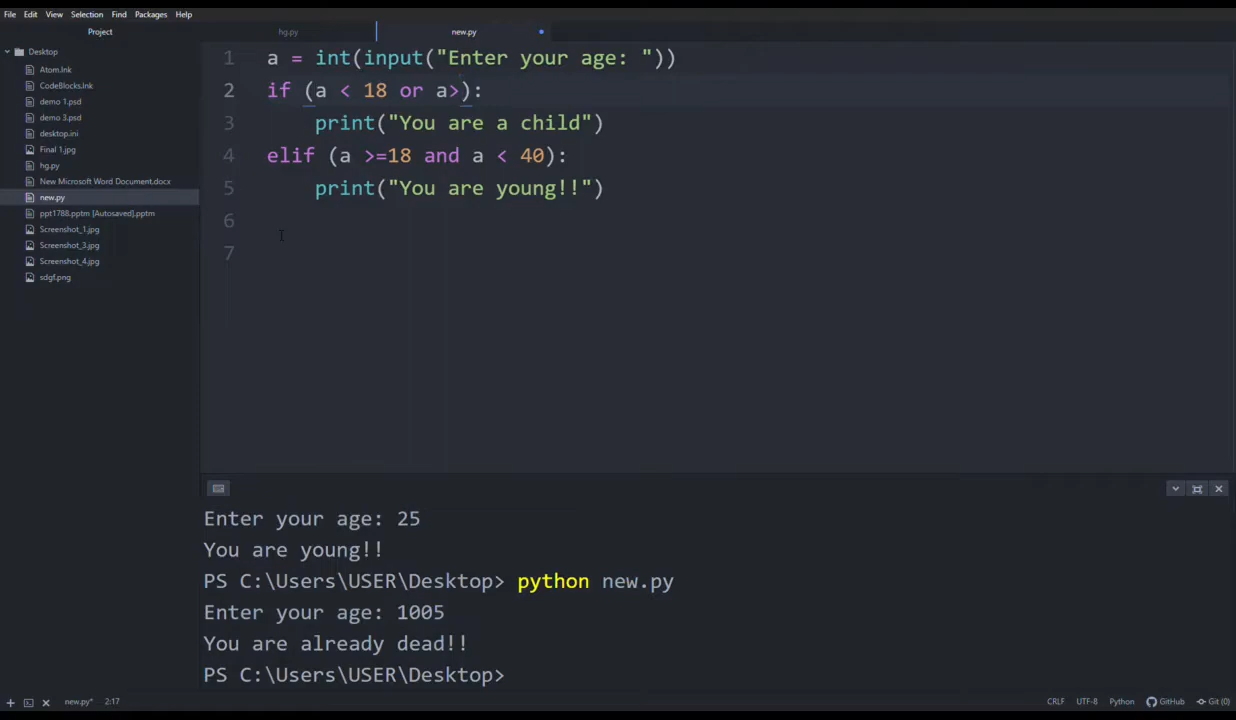 File Edit View Selection Find Packages Help
Project
hg.py
new.py
Desktop
Atom.lnk
CodeBlocks.lnk
demo 1.psd
demo 3.psd
desktop.ini
Final 1.jpg
hg.py
New Microsoft Word Document.docx
new.py
ppt1788.pptm [Autosaved].pptm
Screenshot_1.jpg
Screenshot_3.jpg
Screenshot_4.jpg
sdgf.png
1 a = int(input("Enter your age: "))
2 if (a < 18 or a>):
3 print("You are a child")
4 elif (a >=18 and a < 40):
5 print("You are young!!")
6
7
Enter your age: 25
You are young!!
PS C:\Users\USER\Desktop> python new.py
Enter your age: 1005
You are already dead!!
PS C:\Users\USER\Desktop>
new.py* 2:17 CRLF UTF-8 Python GitHub Git (0)